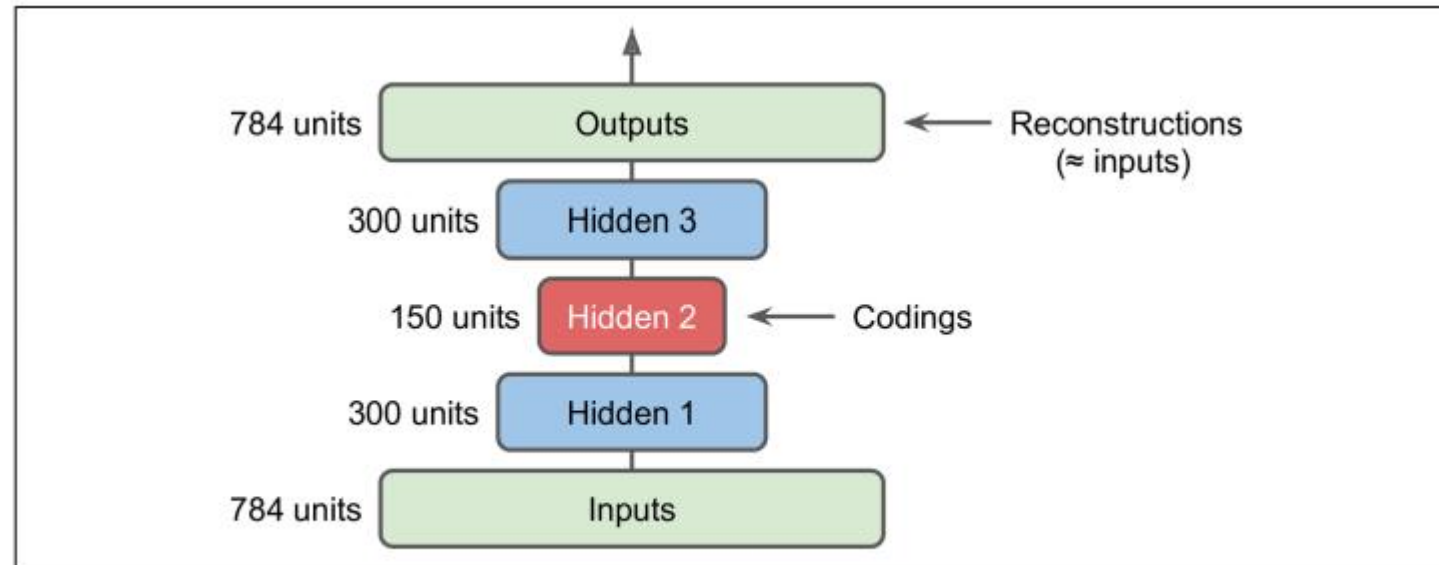 784 units
Outputs
Reconstructions
(≈ inputs)
300 units
Hidden 3
150 units
Hidden 2
Codings
300 units
Hidden 1
784 units
Inputs